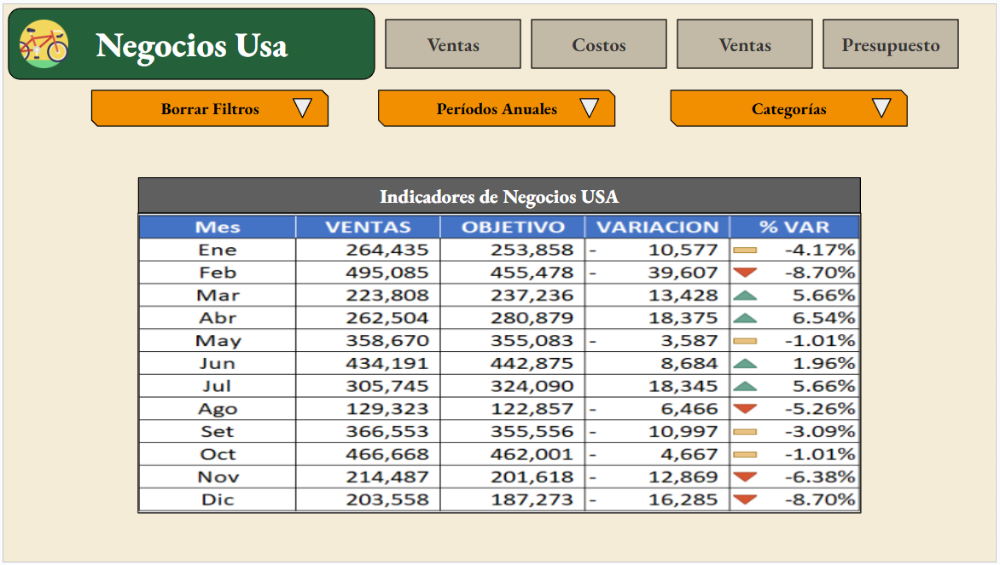 Negocios Usa
Ventas Costos Ventas Presupuesto
Borrar Filtros Períodos Anuales Categorías
Indicadores de Negocios USA
Mes VENTAS OBJETIVO VARIACION % VAR
Ene 264,435 253,858 - 10,577 -4.17%
Feb 495,085 455,478 - 39,607 -8.70%
Mar 223,808 237,236 13,428 5.66%
Abr 262,504 280,879 18,375 6.54%
May 358,670 355,083 - 3,587 -1.01%
Jun 434,191 442,875 8,684 1.96%
Jul 305,745 324,090 18,345 5.66%
Ago 129,323 122,857 - 6,466 -5.26%
Set 366,553 355,556 - 10,997 -3.09%
Oct 466,668 462,001 - 4,667 -1.01%
Nov 214,487 201,618 - 12,869 -6.38%
Dic 203,558 187,273 - 16,285 -8.70%